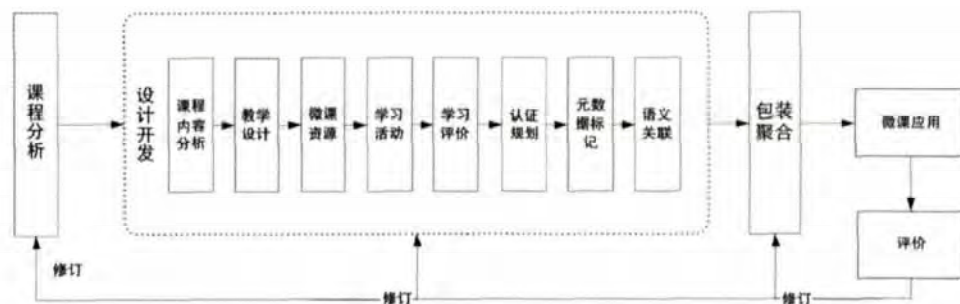 课程分析
设计开发
课程
内容
分析
教学
设计
微课
资源
学习
活动
学习
评价
认证
规划
元数
据标
记
语义
关联
包装
聚合
微课应用
评价
修订
修订
修订